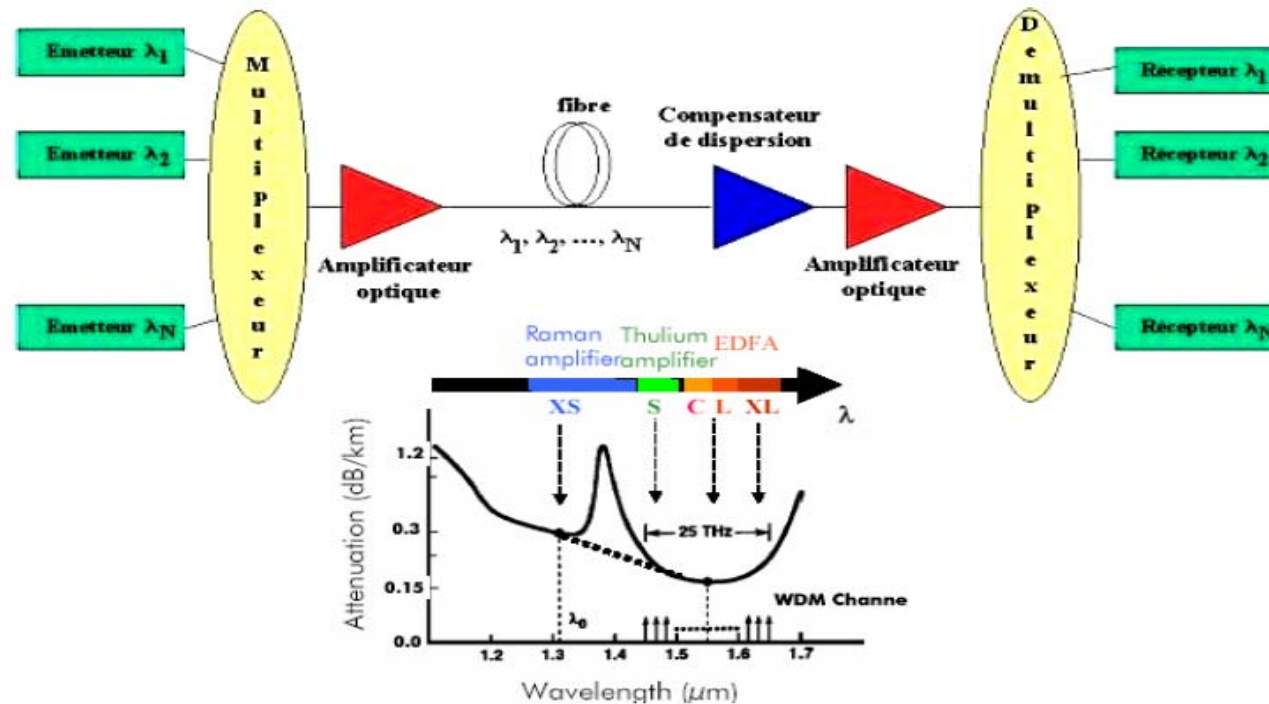 Emetteur λ1
Emetteur λ2
Emetteur λN
Multiplexeur
Amplificateur
optique
fibre
λ1, λ2, ..., λN
Compensateur
de dispersion
Amplificateur
optique
Demultiplexeur
Récepteur λ1
Récepteur λ2
Récepteur λN
Raman
amplifier
Thulium
amplifier
EDFA
XS S C L XL λ
Attenuation (dB/km)
1.2
0.3
0.15
0.0
25 THz
WDM Channe
λ0
1.2 1.3 1.4 1.5 1.6 1.7
Wavelength (μm)